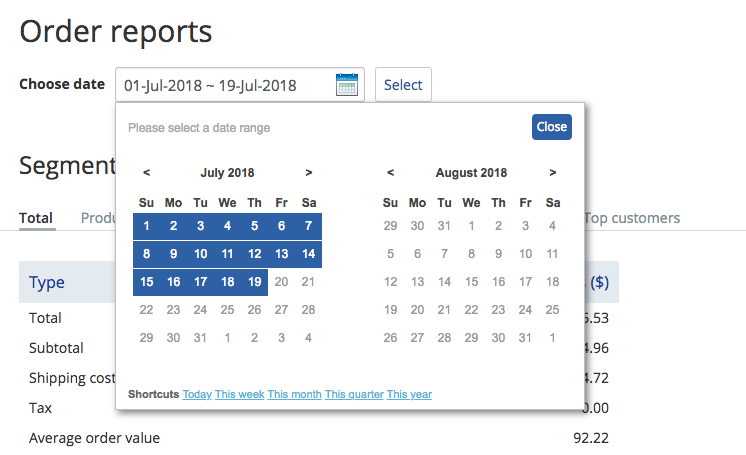 Order reports
Choose date 01-Jul-2018 ~ 19-Jul-2018 Select
Please select a date range Close
Segment
< July 2018 > < August 2018 >
Su Mo Tu We Th Fr Sa Su Mo Tu We Th Fr Sa
1 2 3 4 5 6 7 29 30 31 1 2 3 4
Total Produ Top customers
8 9 10 11 12 13 14 5 6 7 8 9 10 11
15 16 17 18 19 20 21 12 13 14 15 16 17 18
Type ($)
22 23 24 25 26 27 28 19 20 21 22 23 24 25
Total 5.53
29 30 31 1 2 3 4 26 27 28 29 30 31 1
Subtotal 4.96
Shipping cost 4.72
Shortcuts Today This week This month This quarter This year
Tax 0.00
Average order value 92.22